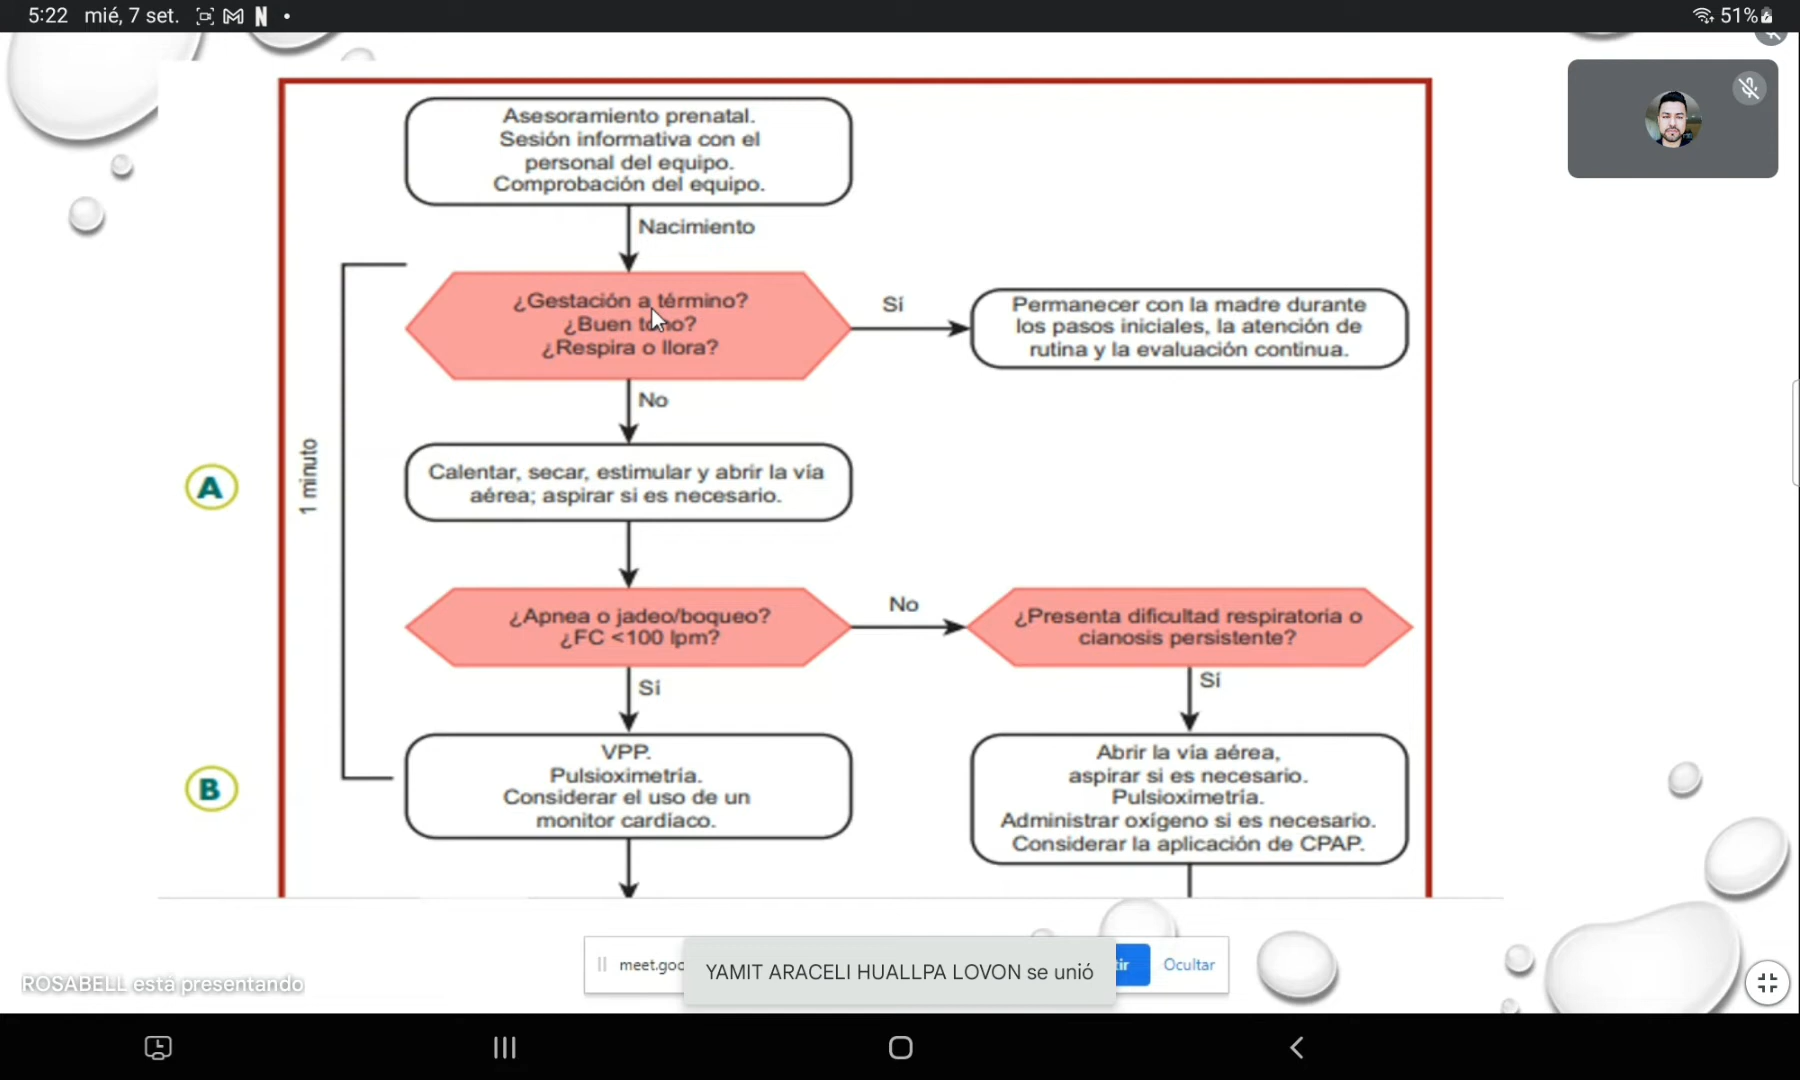 5:22 mié, 7 set.
51%
Asesoramiento prenatal.
Sesión informativa con el
personal del equipo.
Comprobación del equipo.
Nacimiento
¿Gestación a término?
¿Buen tono?
¿Respira o llora?
Sí
Permanecer con la madre durante
los pasos iniciales, la atención de
rutina y la evaluación continua.
No
1 minuto
A
Calentar, secar, estimular y abrir la vía
aérea; aspirar si es necesario.
¿Apnea o jadeo/boqueo?
¿FC <100 lpm?
No
¿Presenta dificultad respiratoria o
cianosis persistente?
Sí
Sí
B
VPP.
Pulsioximetría.
Considerar el uso de un
monitor cardíaco.
Abrir la vía aérea,
aspirar si es necesario.
Pulsioximetría.
Administrar oxígeno si es necesario.
Considerar la aplicación de CPAP.
ROSABELL está presentando
meet.goo
YAMIT ARACELI HUALLPA LOVON se unió
Ocultar